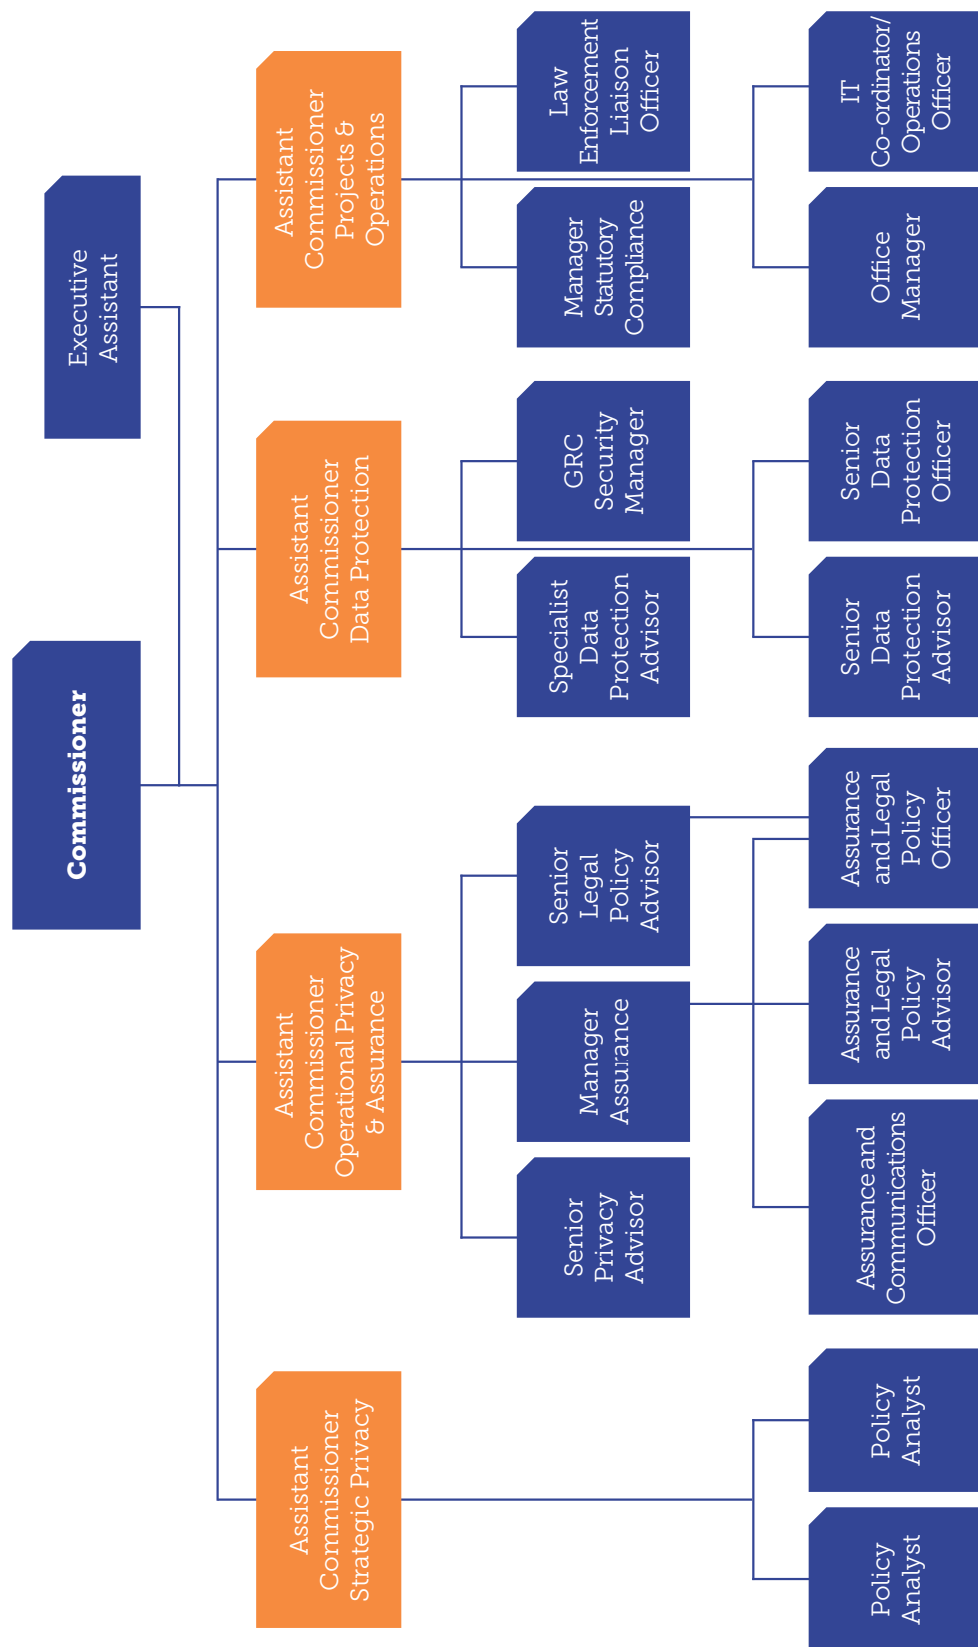 Commissioner
Executive
Assistant
Assistant
Commissioner
Strategic Privacy
Assistant
Commissioner
Operational Privacy
& Assurance
Assistant
Commissioner
Data Protection
Assistant
Commissioner
Projects &
Operations
Senior
Privacy
Advisor
Manager
Assurance
Senior
Legal
Policy
Advisor
Specialist
Data
Protection
Advisor
GRC
Security
Manager
Manager
Statutory
Compliance
Law
Enforcement
Liaison
Officer
Policy
Analyst
Policy
Analyst
Assurance and
Communications
Officer
Assurance
and Legal
Policy
Advisor
Assurance
and Legal
Policy
Officer
Senior
Data
Protection
Advisor
Senior
Data
Protection
Officer
Office
Manager
IT
Co-ordinator/
Operations
Officer